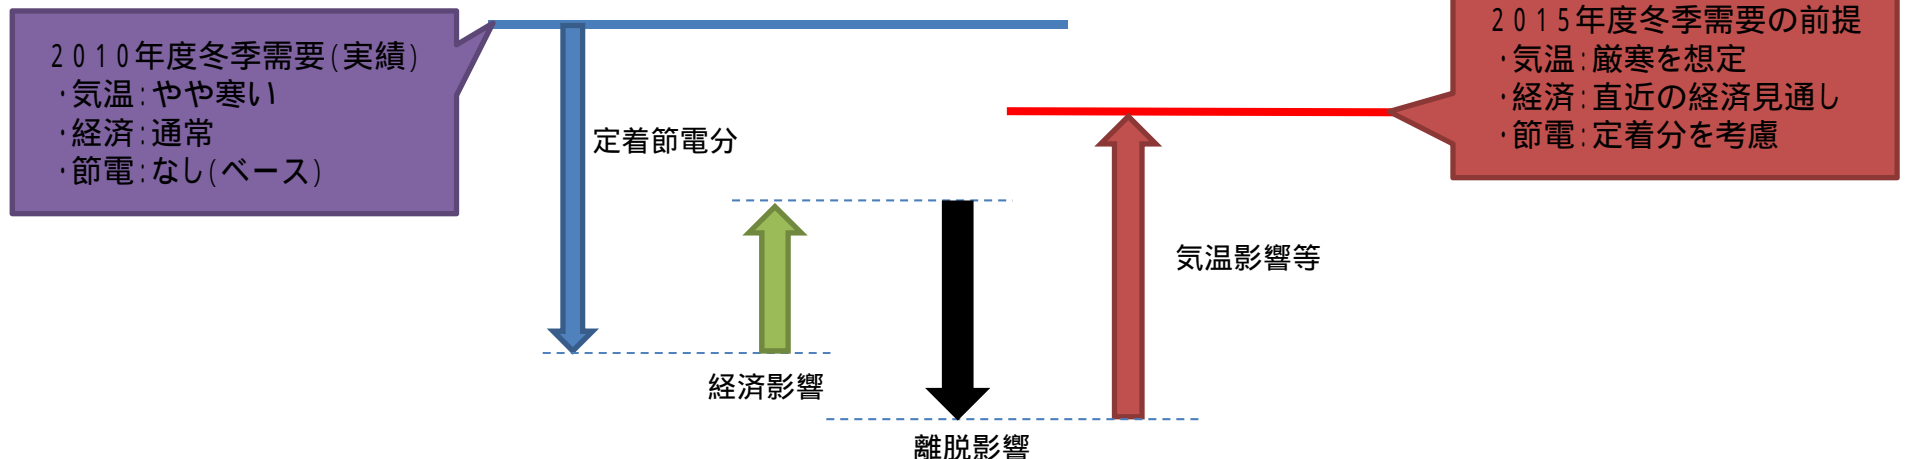 2010年度冬季需要(実績)
・気温:やや寒い
・経済:通常
・節電:なし(ベース)
2015年度冬季需要の前提
・気温:厳寒を想定
・経済:直近の経済見通し
・節電:定着分を考慮
定着節電分
気温影響等
経済影響
離脱影響